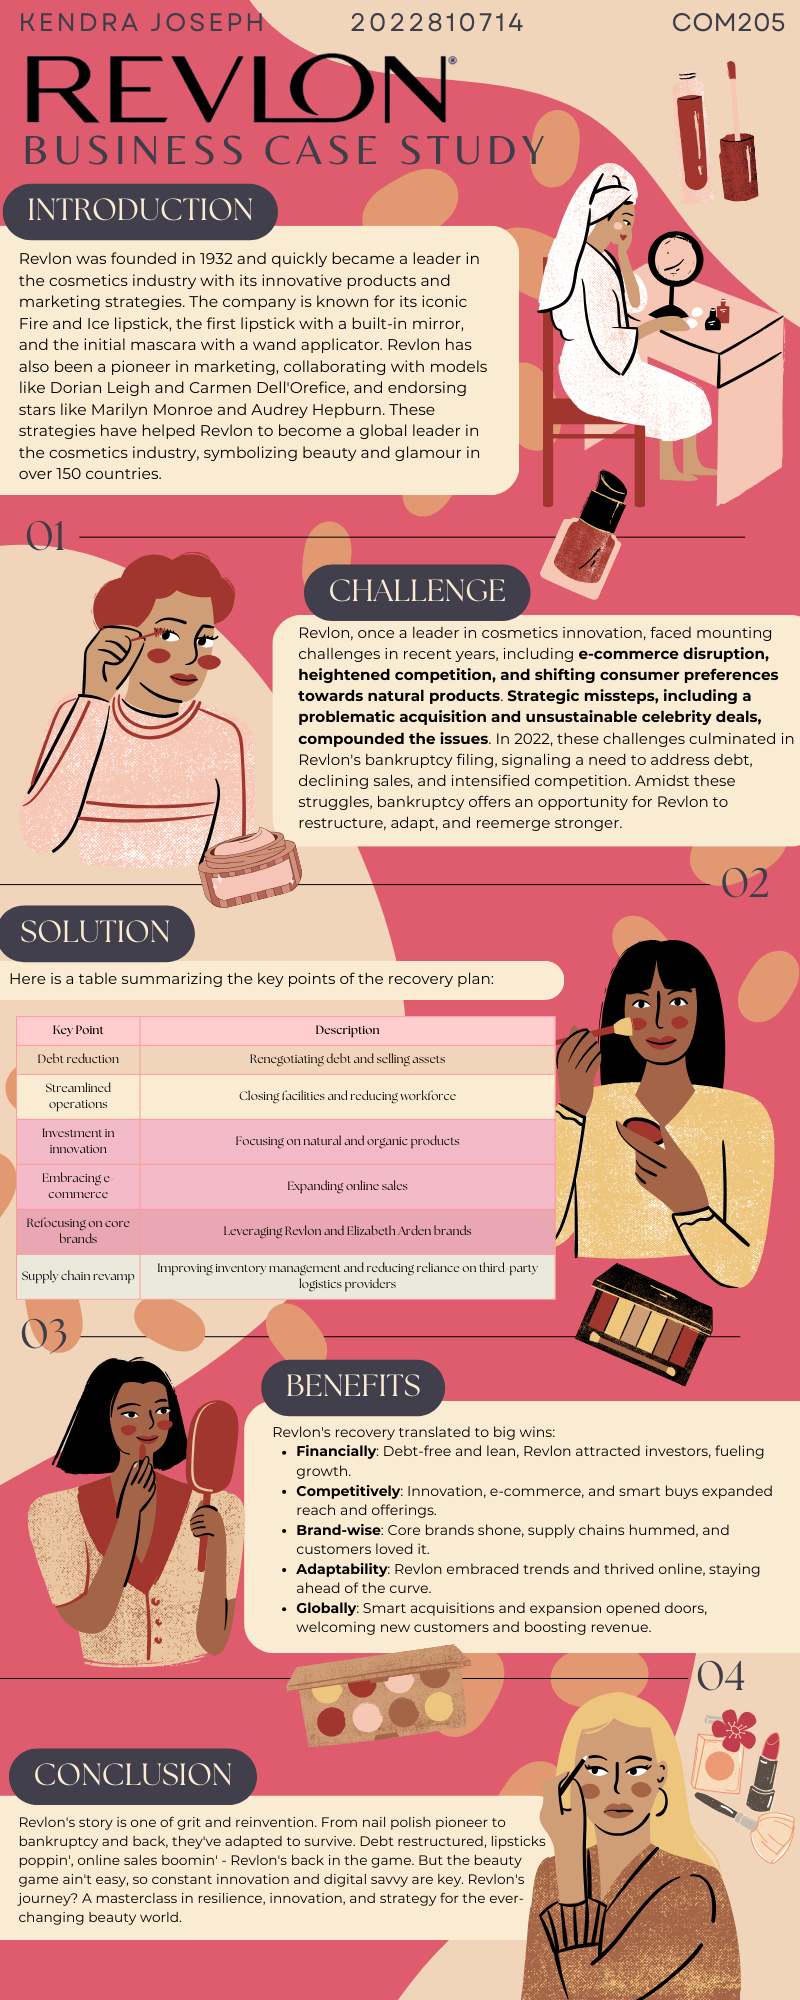 KENDRA JOSEPH 2022810714 COM205
REVLON®
BUSINESS CASE STUDY
INTRODUCTION
Revlon was founded in 1932 and quickly became a leader in
the cosmetics industry with its innovative products and
marketing strategies. The company is known for its iconic
Fire and Ice lipstick, the first lipstick with a built-in mirror,
and the initial mascara with a wand applicator. Revlon has
also been a pioneer in marketing, collaborating with models
like Dorian Leigh and Carmen Dell'Orefice, and endorsing
stars like Marilyn Monroe and Audrey Hepburn. These
strategies have helped Revlon to become a global leader in
the cosmetics industry, symbolizing beauty and glamour in
over 150 countries.
01
CHALLENGE
Revlon, once a leader in cosmetics innovation, faced mounting
challenges in recent years, including e-commerce disruption,
heightened competition, and shifting consumer preferences
towards natural products. Strategic missteps, including a
problematic acquisition and unsustainable celebrity deals,
compounded the issues. In 2022, these challenges culminated in
Revlon's bankruptcy filing, signaling a need to address debt,
declining sales, and intensified competition. Amidst these
struggles, bankruptcy offers an opportunity for Revlon to
restructure, adapt, and reemerge stronger.
02
SOLUTION
Here is a table summarizing the key points of the recovery plan:
Key Point Description
Debt reduction Renegotiating debt and selling assets
Streamlined
operations
Closing facilities and reducing workforce
Investment in
innovation
Focusing on natural and organic products
Embracing e-
commerce
Expanding online sales
Refocusing on core
brands
Leveraging Revlon and Elizabeth Arden brands
Supply chain revamp
Improving inventory management and reducing reliance on third-party
logistics providers
03
BENEFITS
Revlon's recovery translated to big wins:
• Financially: Debt-free and lean, Revlon attracted investors, fueling
growth.
• Competitively: Innovation, e-commerce, and smart buys expanded
reach and offerings.
• Brand-wise: Core brands shone, supply chains hummed, and
customers loved it.
• Adaptability: Revlon embraced trends and thrived online, staying
ahead of the curve.
• Globally: Smart acquisitions and expansion opened doors,
welcoming new customers and boosting revenue.
04
CONCLUSION
Revlon's story is one of grit and reinvention. From nail polish pioneer to
bankruptcy and back, they've adapted to survive. Debt restructured, lipsticks
poppin', online sales boomin' - Revlon's back in the game. But the beauty
game ain't easy, so constant innovation and digital savvy are key. Revlon's
journey? A masterclass in resilience, innovation, and strategy for the ever-
changing beauty world.